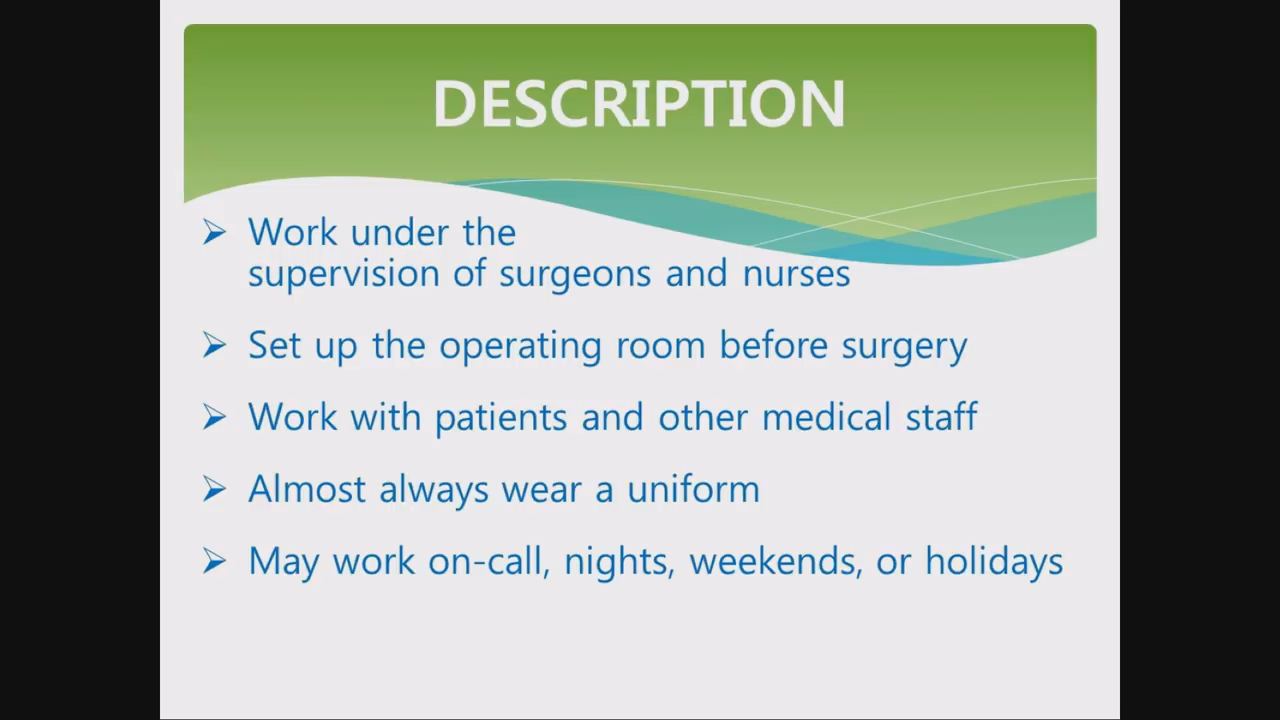 DESCRIPTION
Work under the
supervision of surgeons and nurses
Set up the operating room before surgery
Work with patients and other medical staff
Almost always wear a uniform
May work on-call, nights, weekends, or holidays